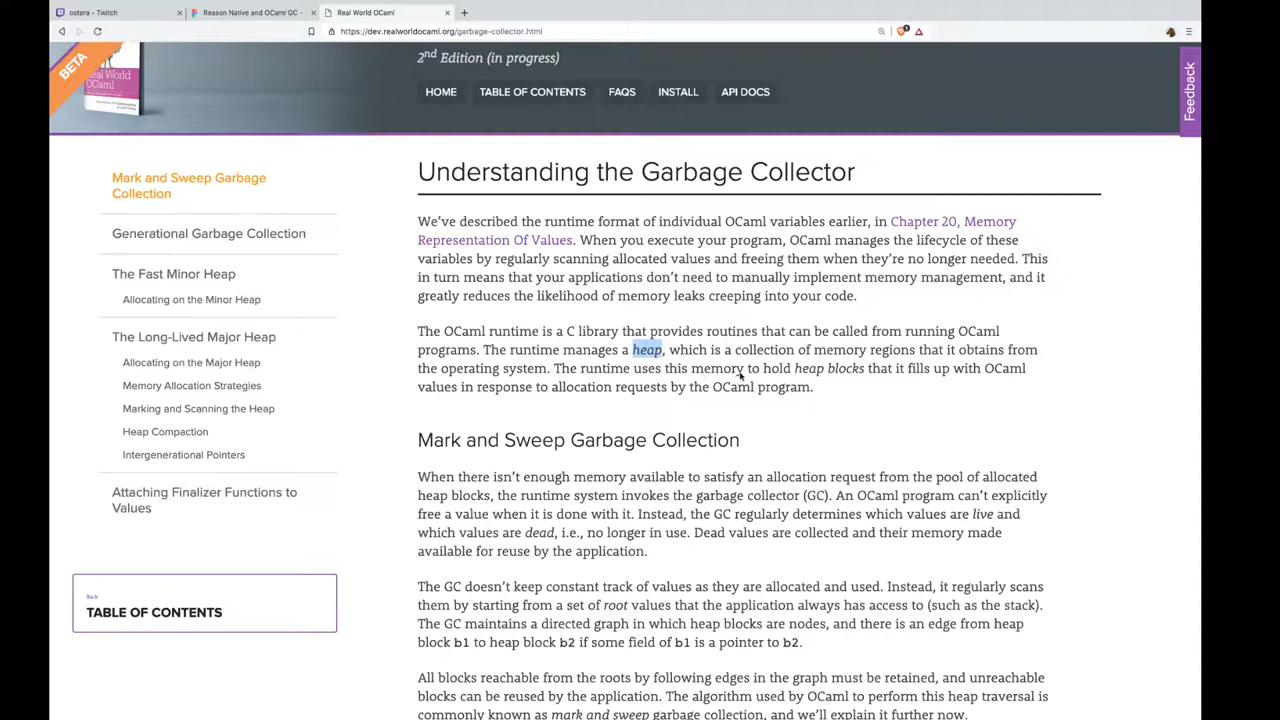 ostera - Twitch
Reason Native and OCaml GC -
Real World OCaml
https://dev.realworldocaml.org/garbage-collector.html
BETA
Real World
OCaml
2nd Edition (in progress)
HOME
TABLE OF CONTENTS
FAQS
INSTALL
API DOCS
Feedback
Mark and Sweep Garbage
Collection
Generational Garbage Collection
The Fast Minor Heap
Allocating on the Minor Heap
The Long-Lived Major Heap
Allocating on the Major Heap
Memory Allocation Strategies
Marking and Scanning the Heap
Heap Compaction
Intergenerational Pointers
Attaching Finalizer Functions to
Values
Back
TABLE OF CONTENTS
Understanding the Garbage Collector
We’ve described the runtime format of individual OCaml variables earlier, in Chapter 20, Memory
Representation Of Values. When you execute your program, OCaml manages the lifecycle of these
variables by regularly scanning allocated values and freeing them when they’re no longer needed. This
in turn means that your applications don’t need to manually implement memory management, and it
greatly reduces the likelihood of memory leaks creeping into your code.
The OCaml runtime is a C library that provides routines that can be called from running OCaml
programs. The runtime manages a heap, which is a collection of memory regions that it obtains from
the operating system. The runtime uses this memory to hold heap blocks that it fills up with OCaml
values in response to allocation requests by the OCaml program.
Mark and Sweep Garbage Collection
When there isn’t enough memory available to satisfy an allocation request from the pool of allocated
heap blocks, the runtime system invokes the garbage collector (GC). An OCaml program can’t explicitly
free a value when it is done with it. Instead, the GC regularly determines which values are live and
which values are dead, i.e., no longer in use. Dead values are collected and their memory made
available for reuse by the application.
The GC doesn’t keep constant track of values as they are allocated and used. Instead, it regularly scans
them by starting from a set of root values that the application always has access to (such as the stack).
The GC maintains a directed graph in which heap blocks are nodes, and there is an edge from heap
block b1 to heap block b2 if some field of b1 is a pointer to b2.
All blocks reachable from the roots by following edges in the graph must be retained, and unreachable
blocks can be reused by the application. The algorithm used by OCaml to perform this heap traversal is
commonly known as mark and sweep garbage collection, and we’ll explain it further now.